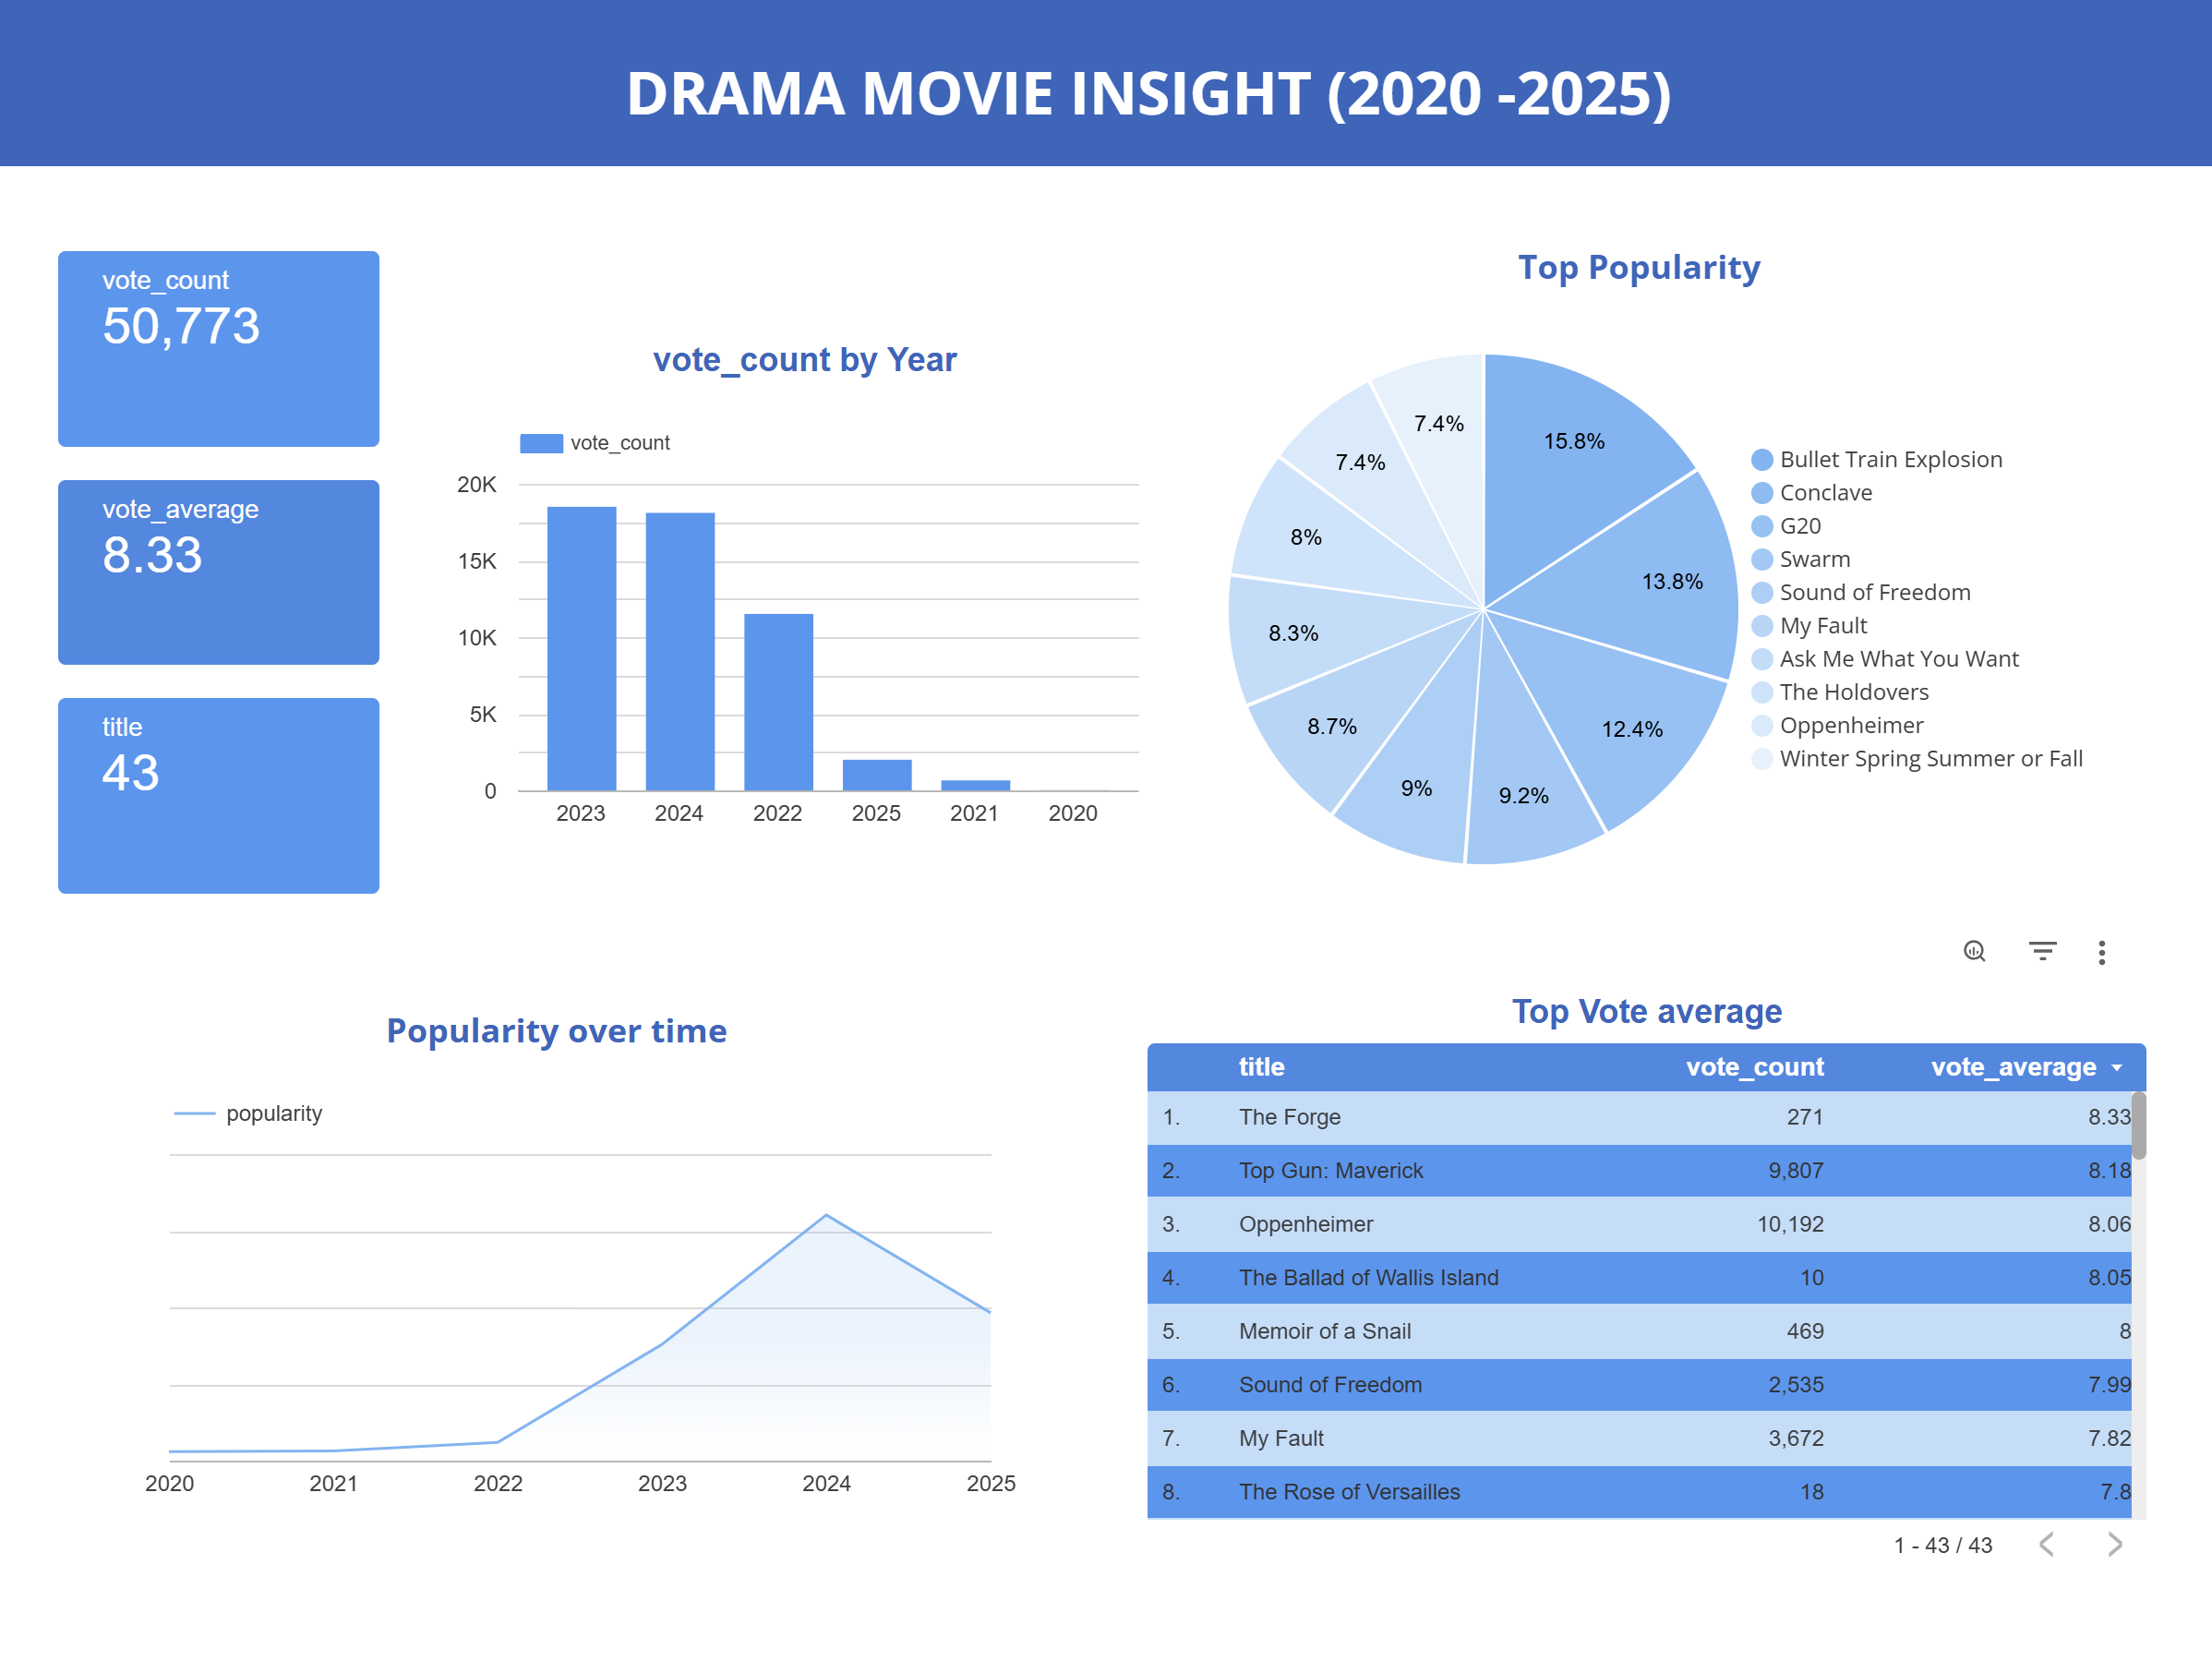 DRAMA MOVIE INSIGHT (2020 -2025)
vote_count
50,773
vote_average
8.33
title
43
vote_count by Year
vote_count
20K
15K
10K
5K
0
2023 2024 2022 2025 2021 2020
Top Popularity
15.8%
13.8%
12.4%
9.2%
9%
8.7%
8.3%
8%
7.4%
7.4%
Bullet Train Explosion
Conclave
G20
Swarm
Sound of Freedom
My Fault
Ask Me What You Want
The Holdovers
Oppenheimer
Winter Spring Summer or Fall
Popularity over time
popularity
2020 2021 2022 2023 2024 2025
Top Vote average
title vote_count vote_average
1. The Forge 271 8.33
2. Top Gun: Maverick 9,807 8.18
3. Oppenheimer 10,192 8.06
4. The Ballad of Wallis Island 10 8.05
5. Memoir of a Snail 469 8
6. Sound of Freedom 2,535 7.99
7. My Fault 3,672 7.82
8. The Rose of Versailles 18 7.8
1 - 43 / 43